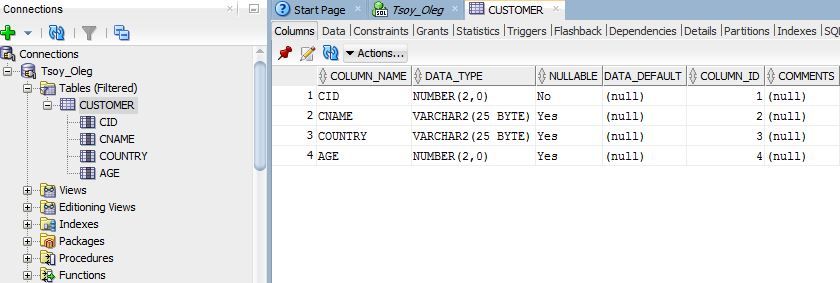 Connections
Connections
Tsoy_Oleg
Tables (Filtered)
CUSTOMER
CID
CNAME
COUNTRY
AGE
Views
Editioning Views
Indexes
Packages
Procedures
Functions
Start Page Tsoy_Oleg CUSTOMER
Columns Data Constraints Grants Statistics Triggers Flashback Dependencies Details Partitions Indexes SQL
Actions...
COLUMN_NAME DATA_TYPE NULLABLE DATA_DEFAULT COLUMN_ID COMMENTS
1 CID NUMBER(2,0) No (null) 1 (null)
2 CNAME VARCHAR2(25 BYTE) Yes (null) 2 (null)
3 COUNTRY VARCHAR2(25 BYTE) Yes (null) 3 (null)
4 AGE NUMBER(2,0) Yes (null) 4 (null)